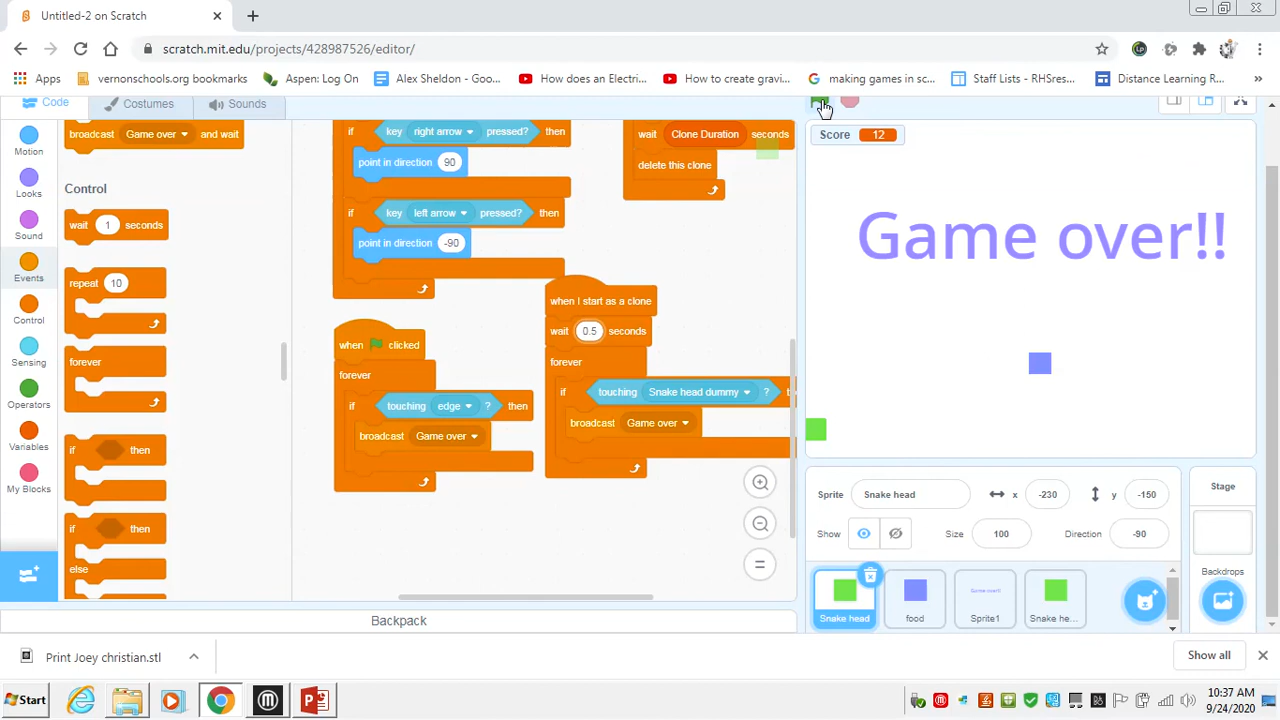 Untitled-2 on Scratch
scratch.mit.edu/projects/428987526/editor/
Apps
vernonschools.org bookmarks
Aspen: Log On
Alex Sheldon - Goo...
How does an Electri...
How to create gravi...
making games in sc...
Staff Lists - RHSres...
Distance Learning R...
Code
Costumes
Sounds
Motion
Looks
Sound
Events
Control
Sensing
Operators
Variables
My Blocks
broadcast Game over and wait
Control
wait 1 seconds
repeat 10
forever
if then
if then
else
if key right arrow pressed? then
point in direction 90
if key left arrow pressed? then
point in direction -90
when clicked
forever
if touching edge ? then
broadcast Game over
when I start as a clone
wait 0.5 seconds
forever
if touching Snake head dummy ?
broadcast Game over
wait Clone Duration seconds
delete this clone
Backpack
Score 12
Game over!!
Sprite Snake head x -230 y -150
Show Size 100 Direction -90
Stage
Backdrops
Snake head
food
Game over!!
Sprite1
Snake he...
Print Joey christian.stl
Show all
Start
10:37 AM
9/24/2020